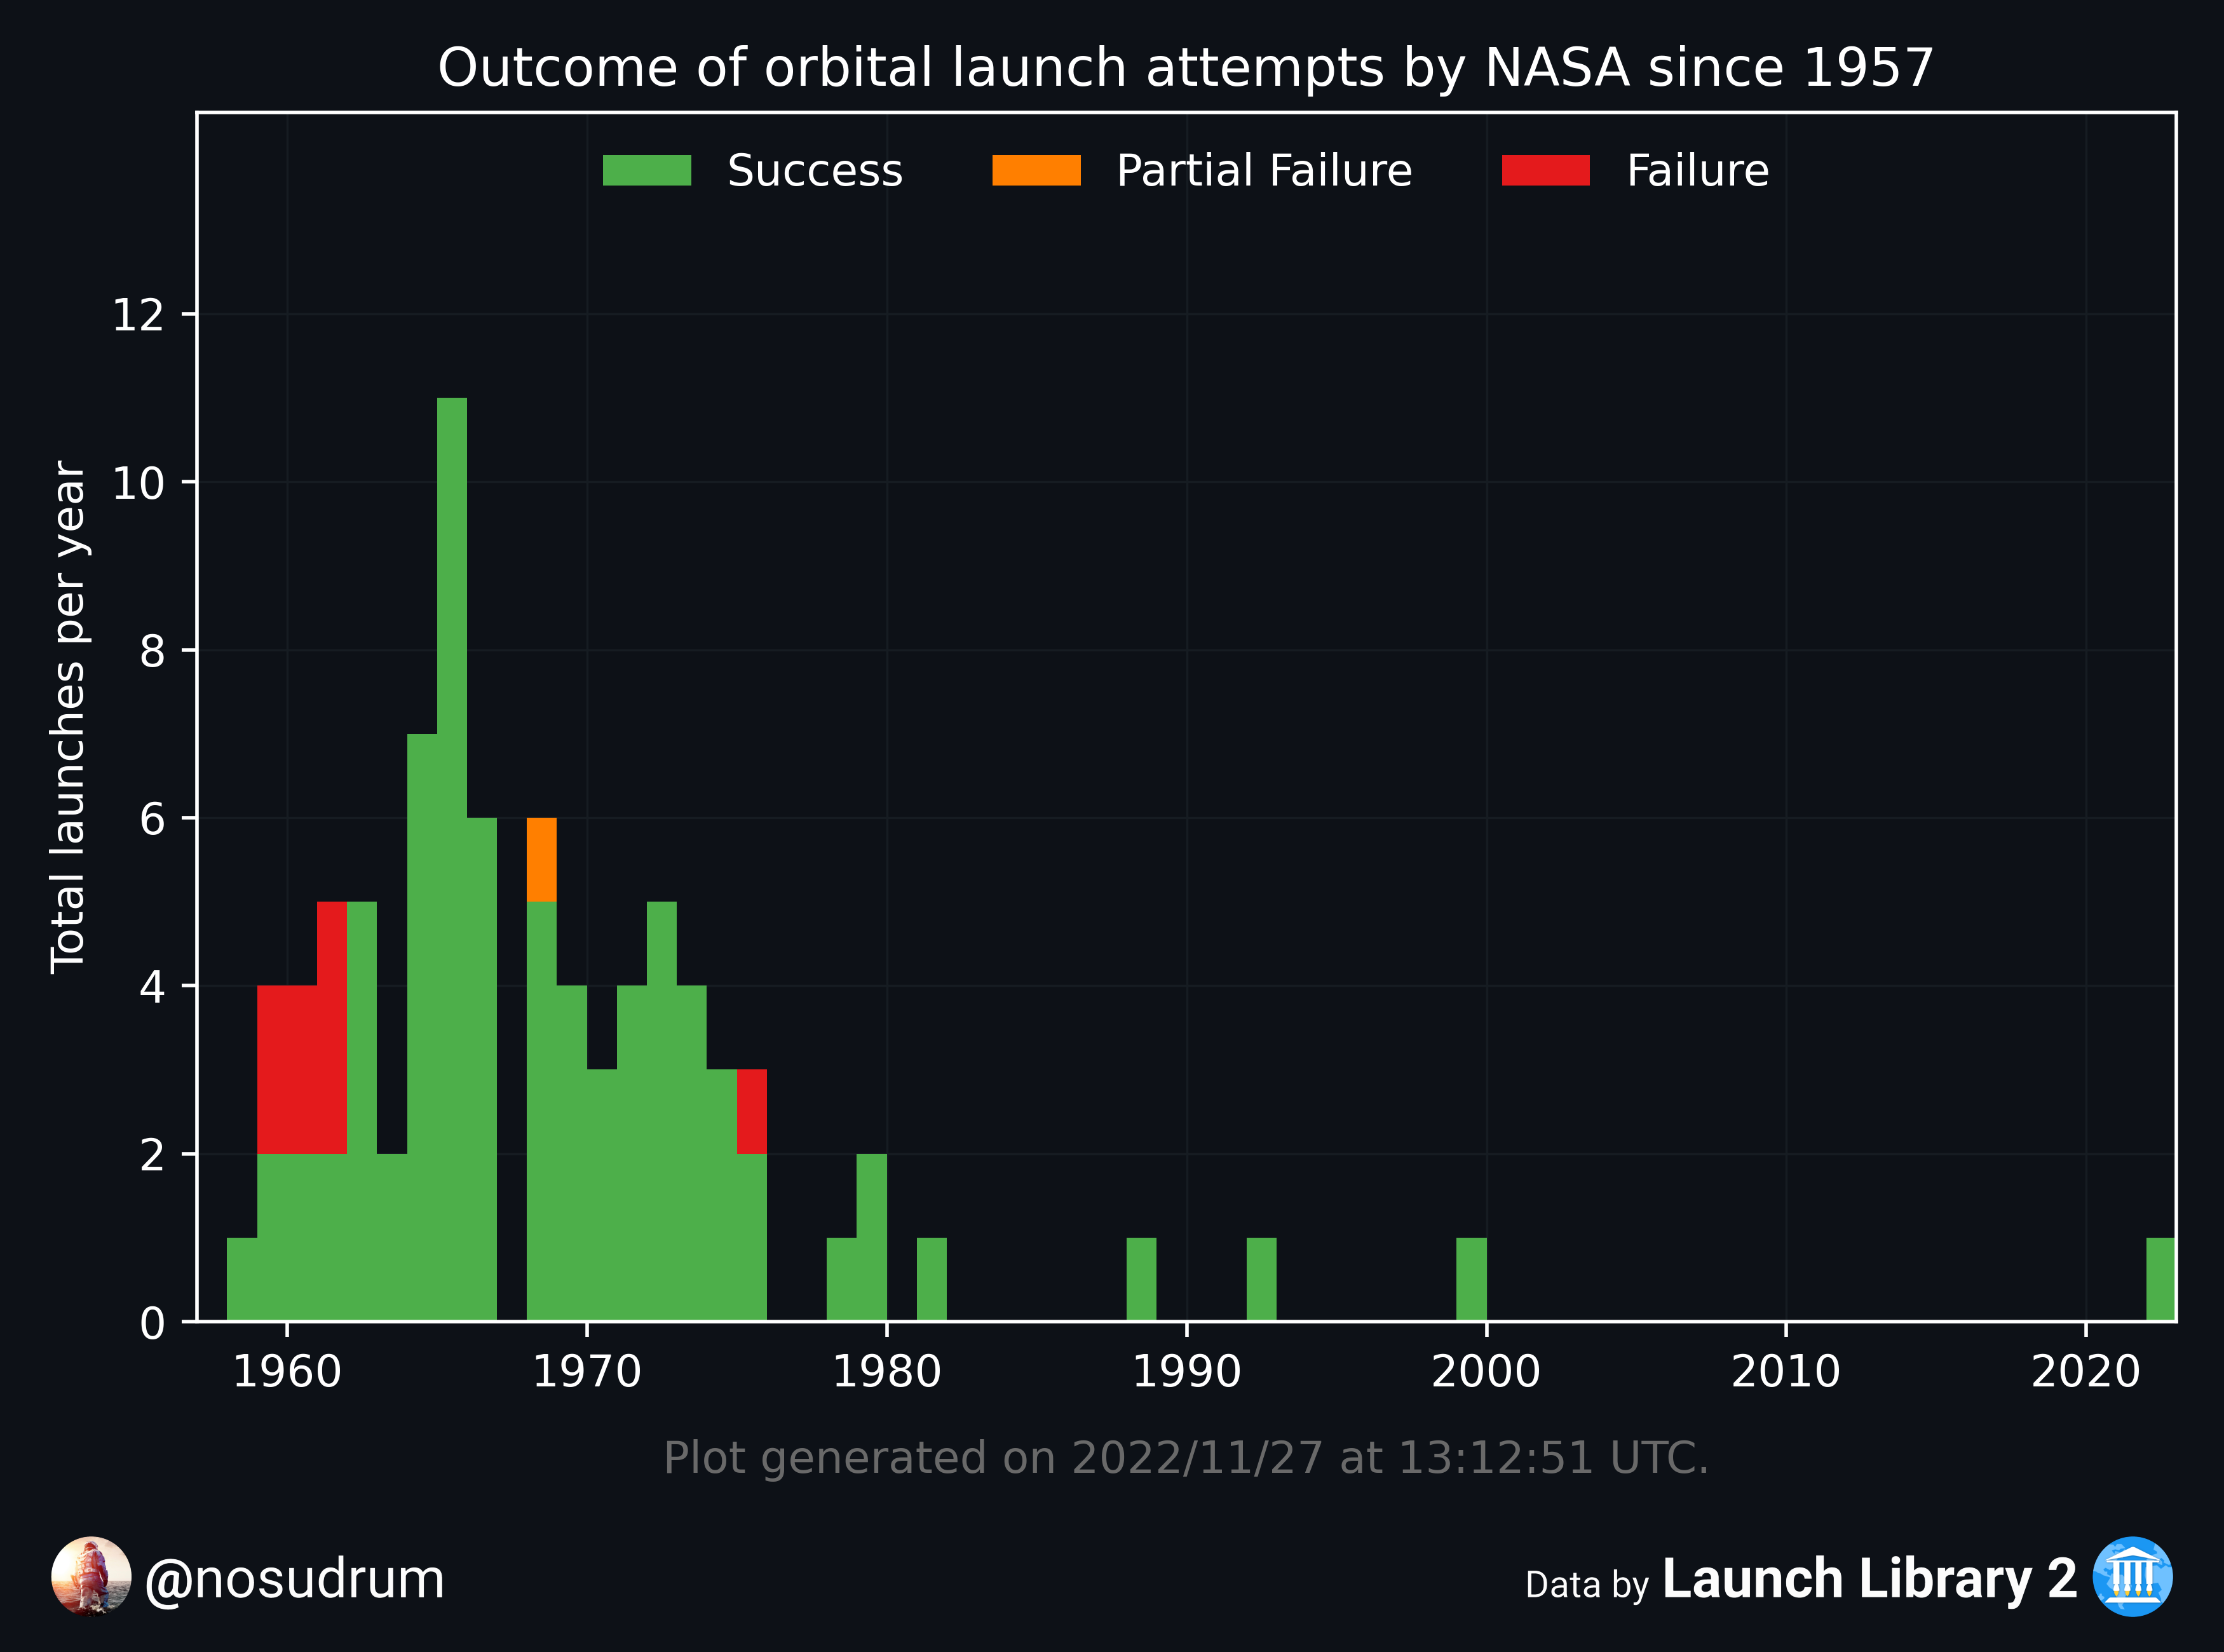 Outcome of orbital launch attempts by NASA since 1957
Success Partial Failure Failure
Total launches per year
12
10
8
6
4
2
0
1960 1970 1980 1990 2000 2010 2020
Plot generated on 2022/11/27 at 13:12:51 UTC.
@nosudrum
Data by Launch Library 2